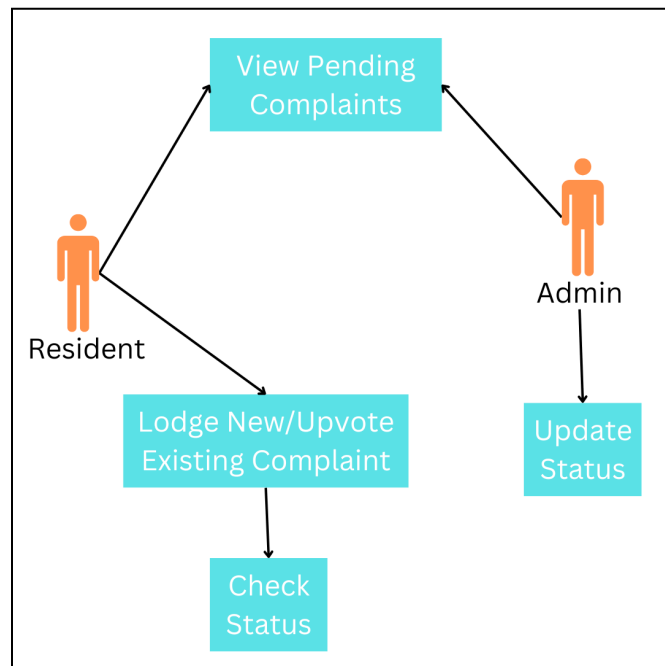 View Pending
Complaints
Admin
Resident
Lodge New/Upvote
Existing Complaint
Update
Status
Check
Status